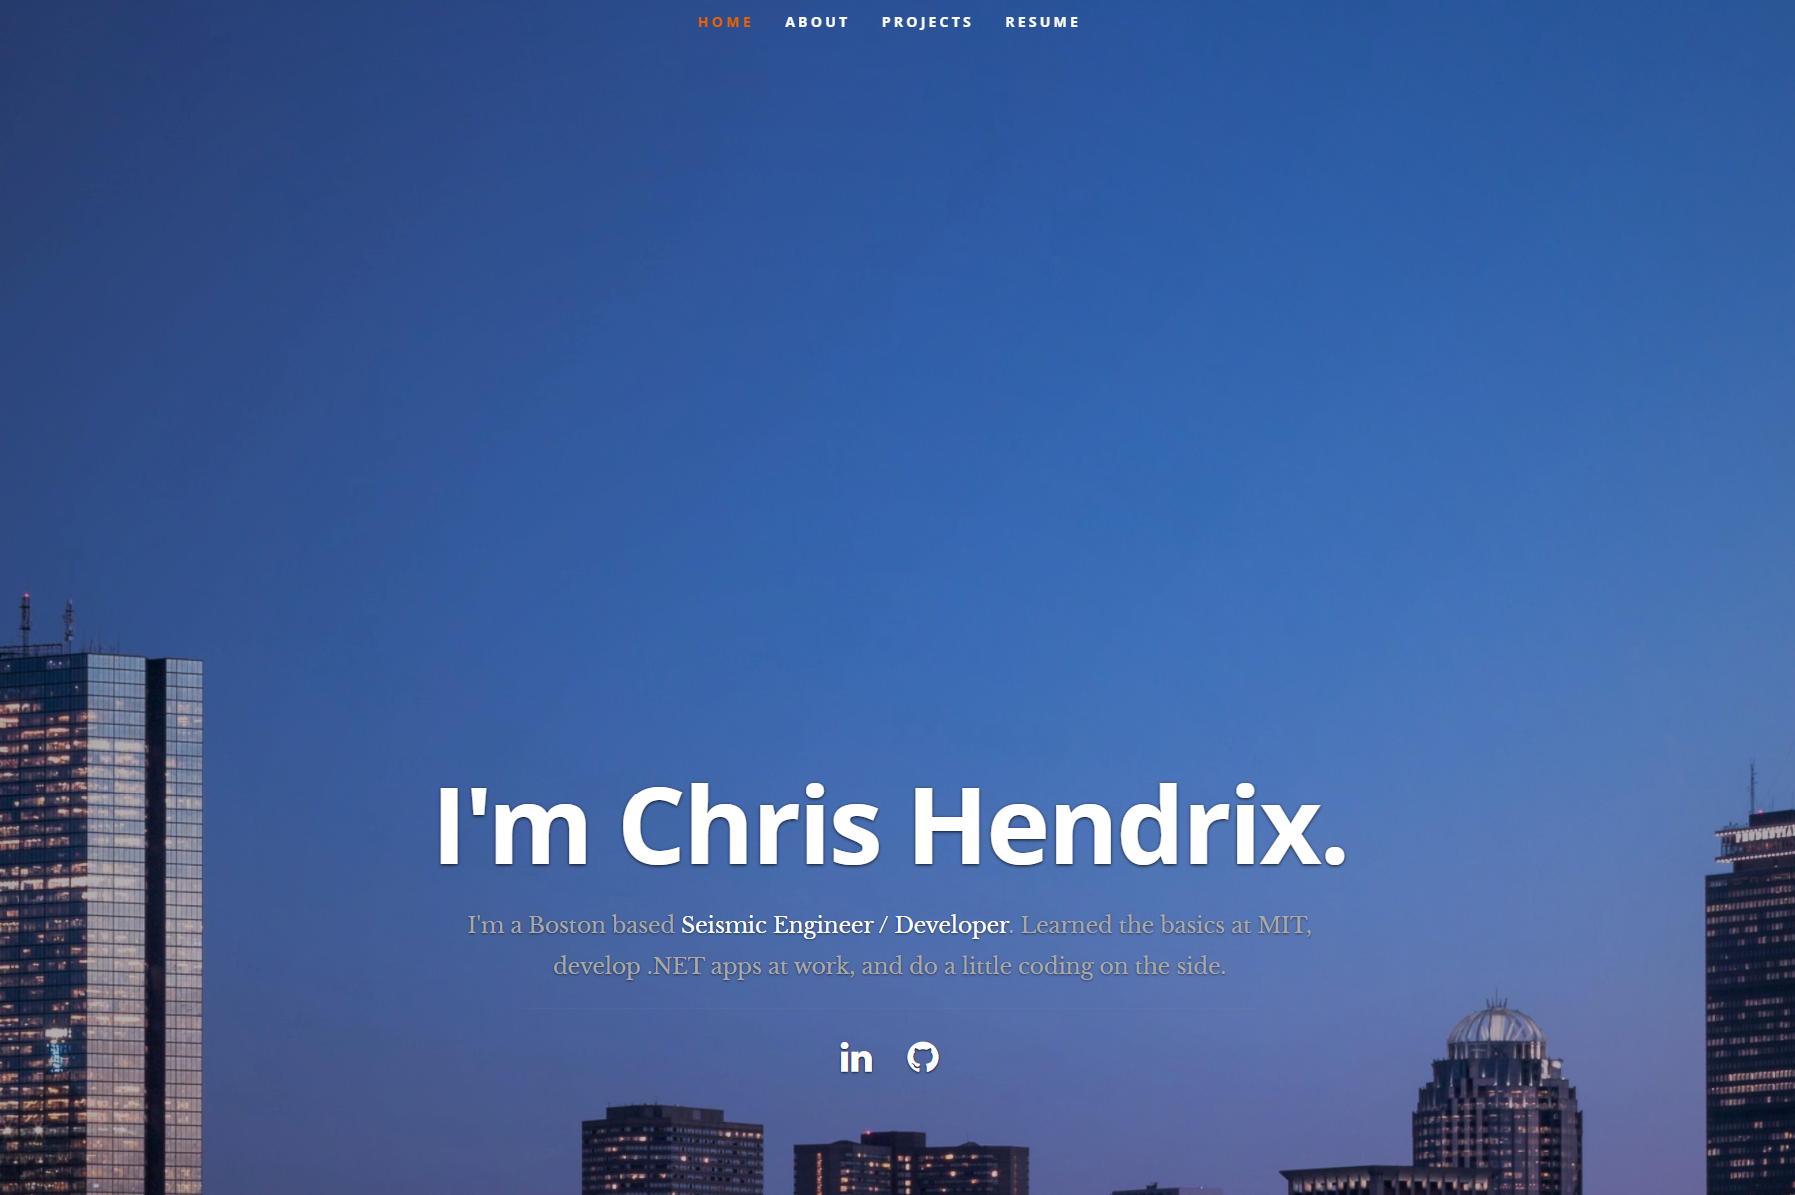 HOME ABOUT PROJECTS RESUME
I'm Chris Hendrix.
I'm a Boston based Seismic Engineer / Developer. Learned the basics at MIT,
develop .NET apps at work, and do a little coding on the side.
in